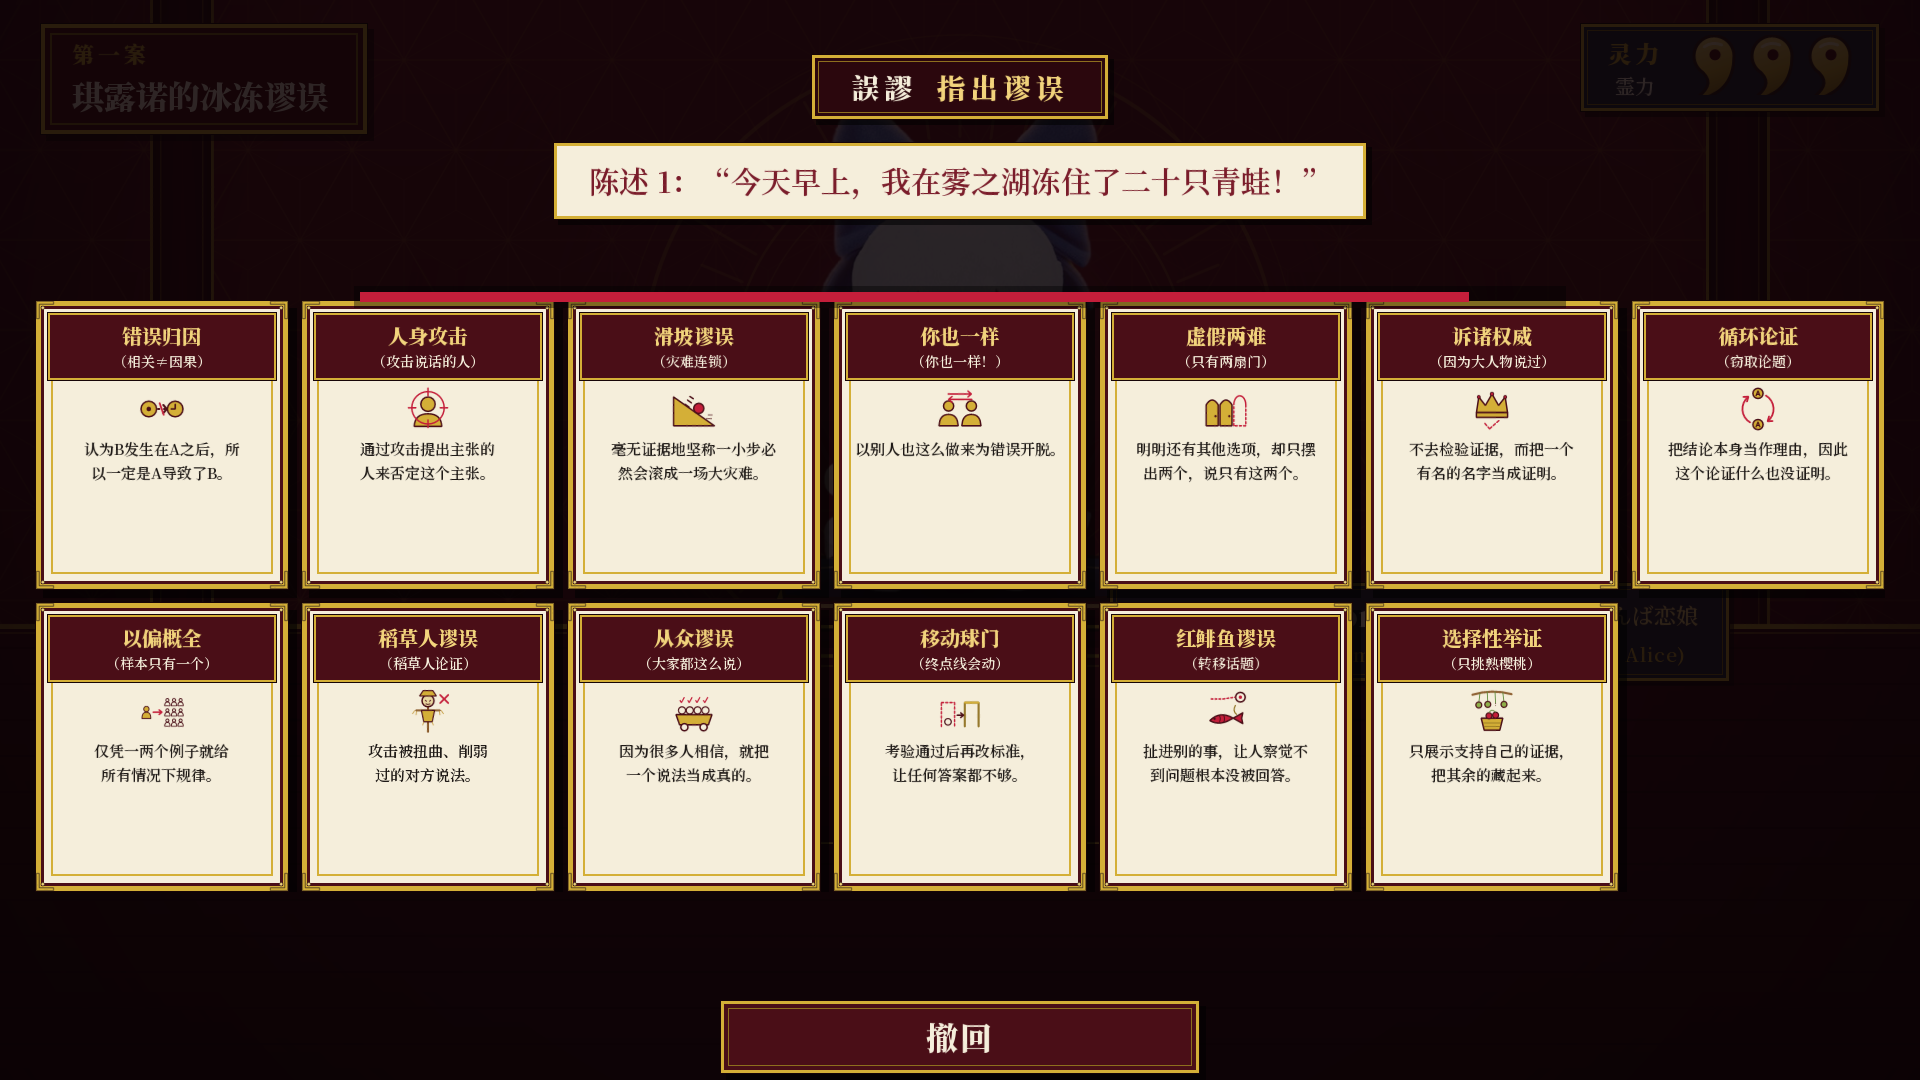 第一案
琪露诺的冰冻谬误
誤謬 指出谬误
灵力
霊力
陈述 1：“今天早上，我在雾之湖冻住了二十只青蛙！”
错误归因
（相关≠因果）
认为B发生在A之后，所
以一定是A导致了B。
人身攻击
（攻击说话的人）
通过攻击提出主张的
人来否定这个主张。
滑坡谬误
（灾难连锁）
毫无证据地坚称一小步必
然会滚成一场大灾难。
你也一样
（你也一样！）
以别人也这么做来为错误开脱。
虚假两难
（只有两扇门）
明明还有其他选项，却只摆
出两个，说只有这两个。
诉诸权威
（因为大人物说过）
不去检验证据，而把一个
有名的名字当成证明。
循环论证
（窃取论题）
把结论本身当作理由，因此
这个论证什么也没证明。
以偏概全
（样本只有一个）
仅凭一两个例子就给
所有情况下规律。
稻草人谬误
（稻草人论证）
攻击被扭曲、削弱
过的对方说法。
从众谬误
（大家都这么说）
因为很多人相信，就把
一个说法当成真的。
移动球门
（终点线会动）
考验通过后再改标准，
让任何答案都不够。
红鲱鱼谬误
（转移话题）
扯进别的事，让人察觉不
到问题根本没被回答。
选择性举证
（只挑熟樱桃）
只展示支持自己的证据，
把其余的藏起来。
ば恋娘
Alice)
撤回